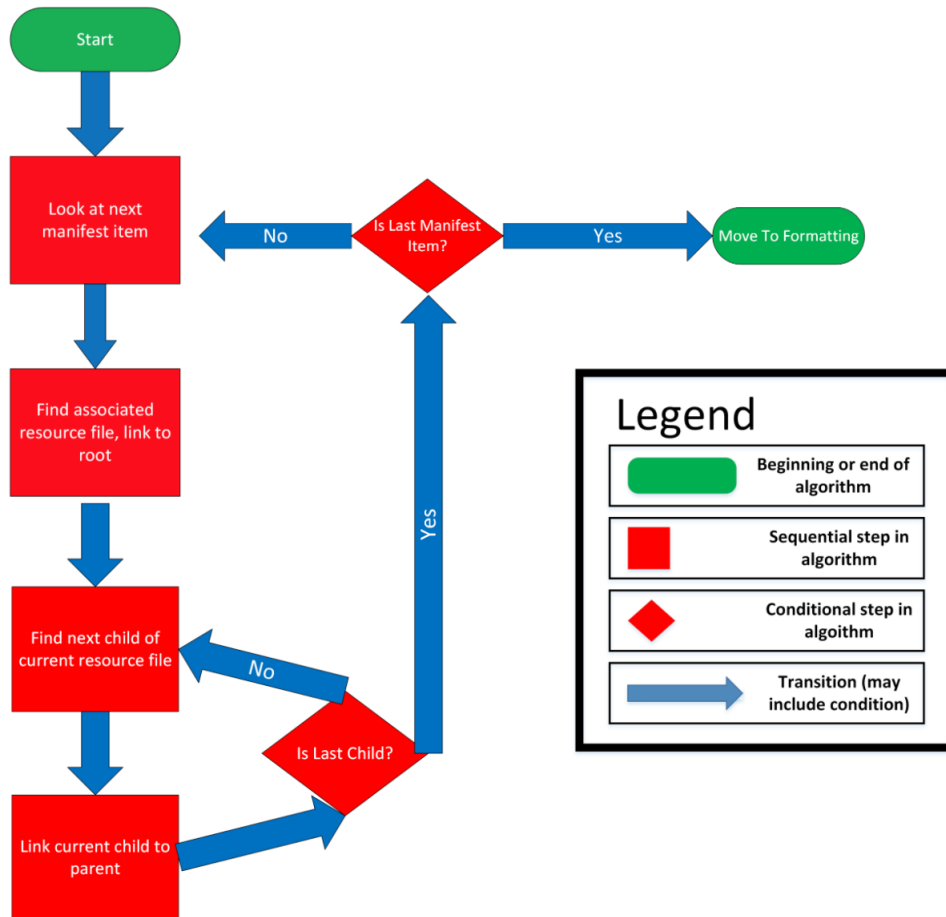 Start
Look at next
manifest item
Is Last Manifest
Item?
No
Yes
Move To Formatting
Find associated
resource file, link to
root
Find next child of
current resource file
No
Yes
Is Last Child?
Link current child to
parent
Legend
Beginning or end of
algorithm
Sequential step in
algorithm
Conditional step in
algoithm
Transition (may
include condition)